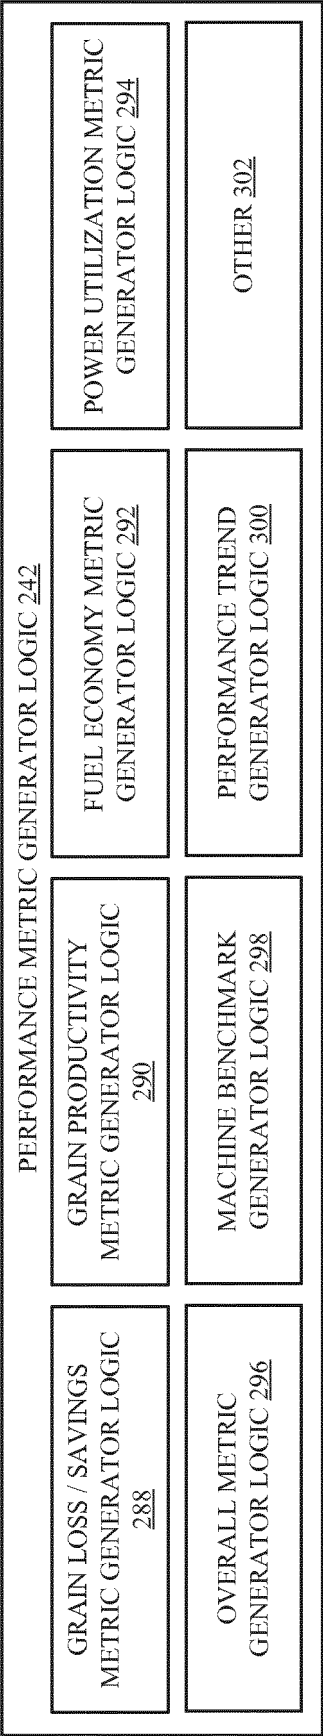 PERFORMANCE METRIC GENERATOR LOGIC 242
GRAIN LOSS / SAVINGS
METRIC GENERATOR LOGIC
288
GRAIN PRODUCTIVITY
METRIC GENERATOR LOGIC
290
FUEL ECONOMY METRIC
GENERATOR LOGIC 292
POWER UTILIZATION METRIC
GENERATOR LOGIC 294
OVERALL METRIC
GENERATOR LOGIC 296
MACHINE BENCHMARK
GENERATOR LOGIC 298
PERFORMANCE TREND
GENERATOR LOGIC 300
OTHER 302